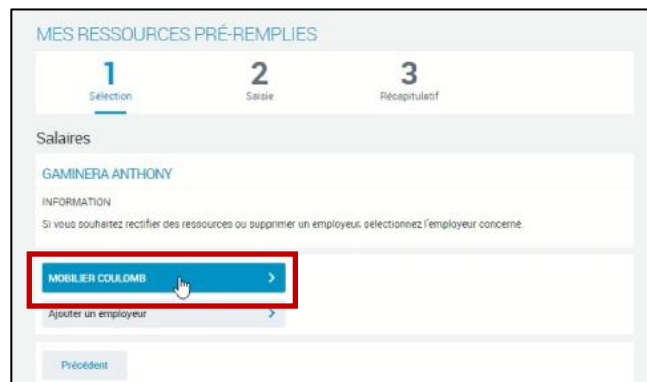 MES RESSOURCES PRÉ-REMPLIES
1
2
3
Sélection
Saisie
Récapitulatif
Salaires
GAMINERA ANTHONY
INFORMATION
Si vous souhaitez rectifier des ressources ou supprimer un employeur, sélectionnez l'employeur concerné.
MOBILIER COULOMB
Ajouter un employeur
Précédent